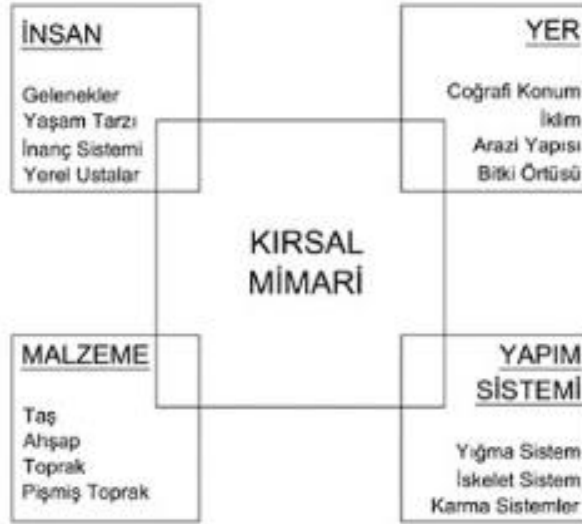 İNSAN
Gelenekler
Yaşam Tarzı
İnanç Sistemi
Yerel Ustalar
YER
Coğrafi Konum
İklim
Arazi Yapısı
Bitki Örtüsü
KIRSAL
MİMARİ
MALZEME
Taş
Ahşap
Toprak
Pişmiş Toprak
YAPIM
SİSTEMİ
Yığma Sistem
İskelet Sistem
Karma Sistemler